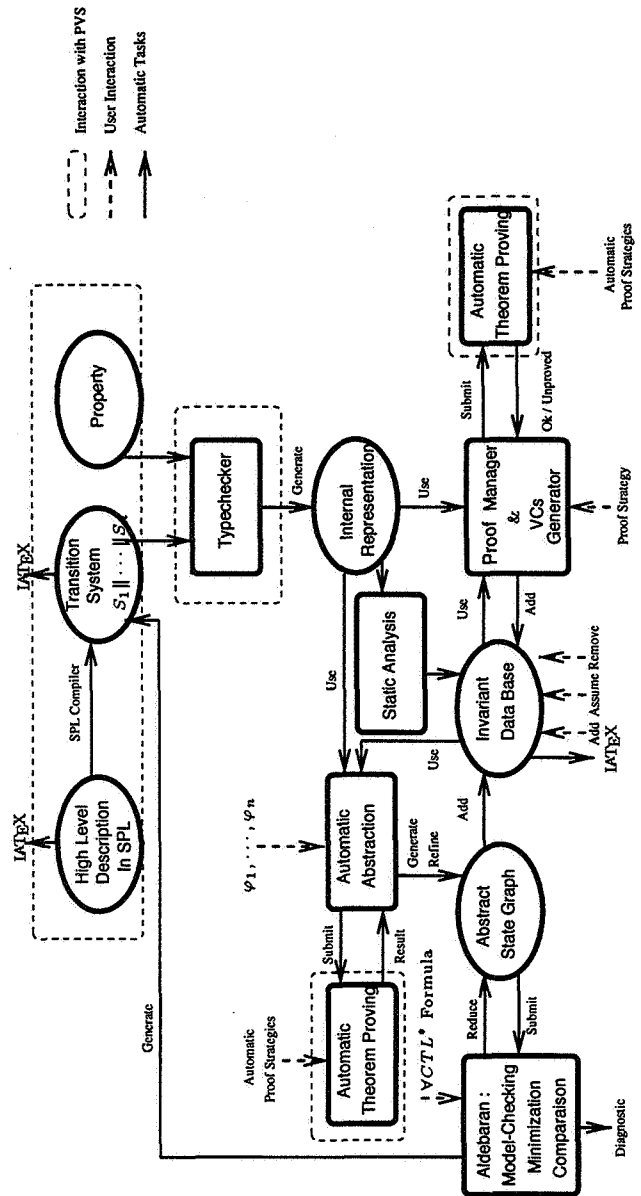 LATEX
High Level
Description
In SPL
SPL Compiler
LATEX
Transition
System
Property
Interaction with PVS
User Interaction
Automatic Tasks
Generate
Typechecker
Generate
φ1, ..., φn
Use
Internal
Representation
Automatic
Proof Strategies
Automatic
Theorem Proving
Submit
Result
Automatic
Abstraction
Static Analysis
Use
Use
Generate
Refine
∀CTL* Formula
Aldebaran :
Model-Checking
Minimization
Comparaison
Reduce
Submit
Abstract
State Graph
Add
Invariant
Data Base
Use
Add
Proof Manager
&
VCs
Generator
Submit
Ok / Unproved
Automatic
Theorem Proving
Diagnostic
LATEX
Add Assume Remove
Proof Strategy
Automatic
Proof Strategies